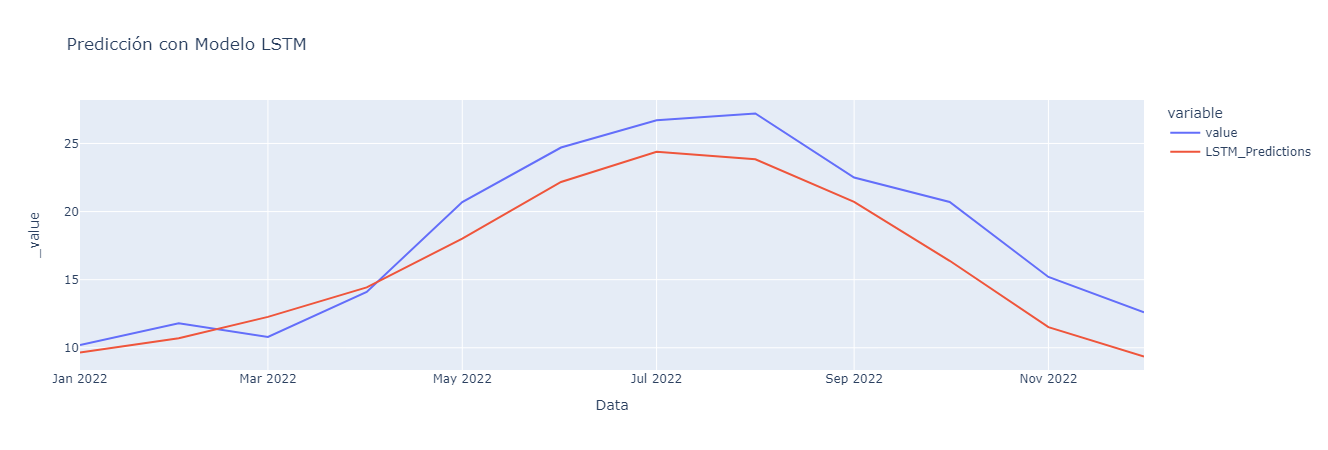 Predicción con Modelo LSTM
variable
value
LSTM_Predictions
_value
25
20
15
10
Jan 2022
Mar 2022
May 2022
Jul 2022
Sep 2022
Nov 2022
Data